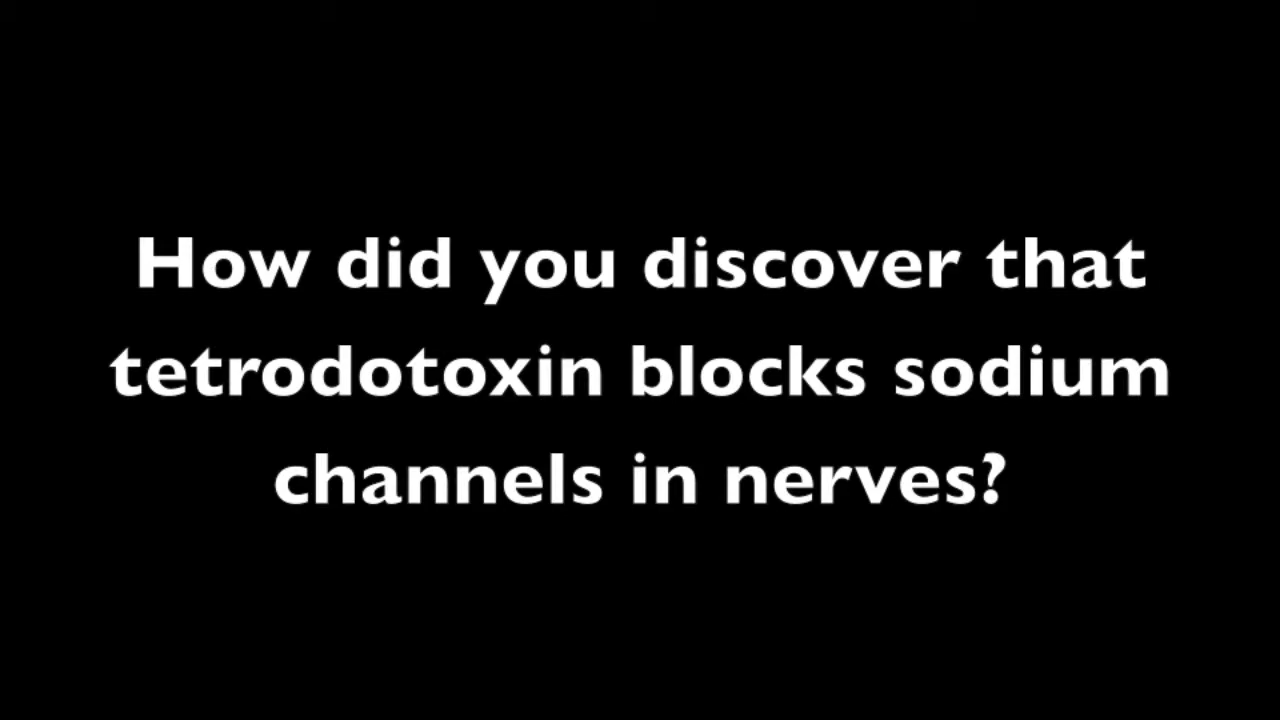 How did you discover that
tetrodotoxin blocks sodium
channels in nerves?